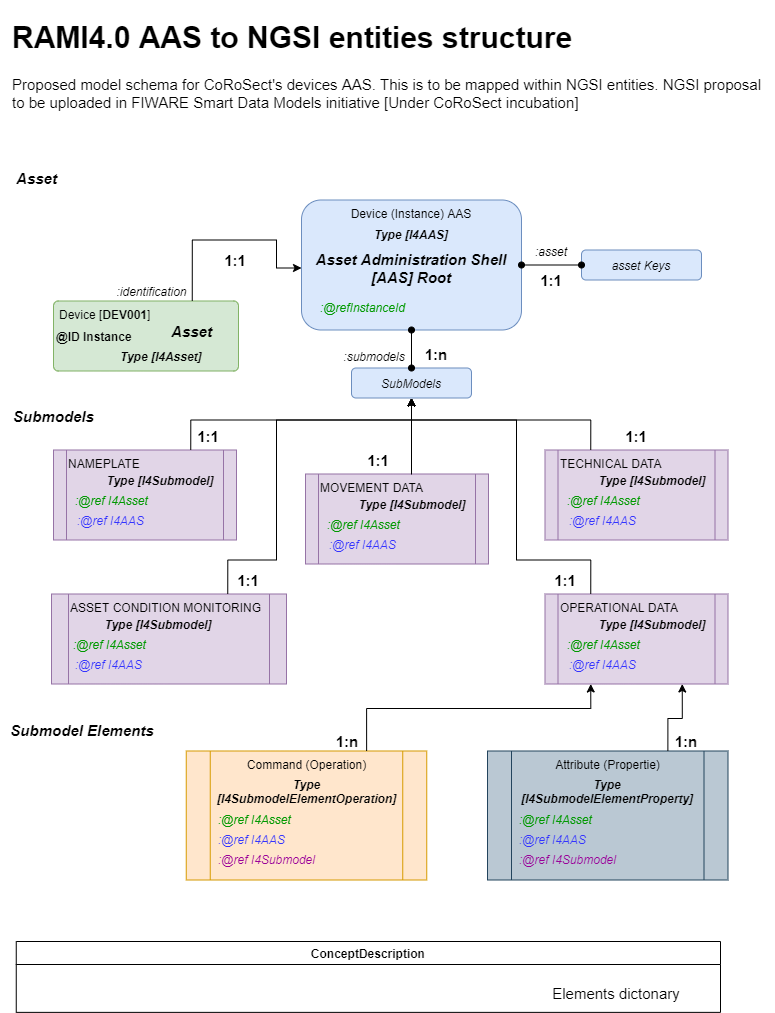 RAMI4.0 AAS to NGSI entities structure
Proposed model schema for CoRoSect's devices AAS. This is to be mapped within NGSI entities. NGSI proposal
to be uploaded in FIWARE Smart Data Models initiative [Under CoRoSect incubation]
Asset
Device (Instance) AAS
Type [I4AAS]
Asset Administration Shell
[AAS] Root
:@refInstanceId
:asset
1:1
asset Keys
1:1
:identification
Device [DEV001]
@ID Instance
Asset
Type [I4Asset]
:submodels
1:n
SubModels
Submodels
1:1
NAMEPLATE
Type [I4Submodel]
:@ref I4Asset
:@ref I4AAS
1:1
MOVEMENT DATA
Type [I4Submodel]
:@ref I4Asset
:@ref I4AAS
1:1
TECHNICAL DATA
Type [I4Submodel]
:@ref I4Asset
:@ref I4AAS
1:1
ASSET CONDITION MONITORING
Type [I4Submodel]
:@ref I4Asset
:@ref I4AAS
1:1
OPERATIONAL DATA
Type [I4Submodel]
:@ref I4Asset
:@ref I4AAS
Submodel Elements
1:n
Command (Operation)
Type
[I4SubmodelElementOperation]
:@ref I4Asset
:@ref I4AAS
:@ref I4Submodel
1:n
Attribute (Propertie)
Type
[I4SubmodelElementProperty]
:@ref I4Asset
:@ref I4AAS
:@ref I4Submodel
ConceptDescription
Elements dictonary